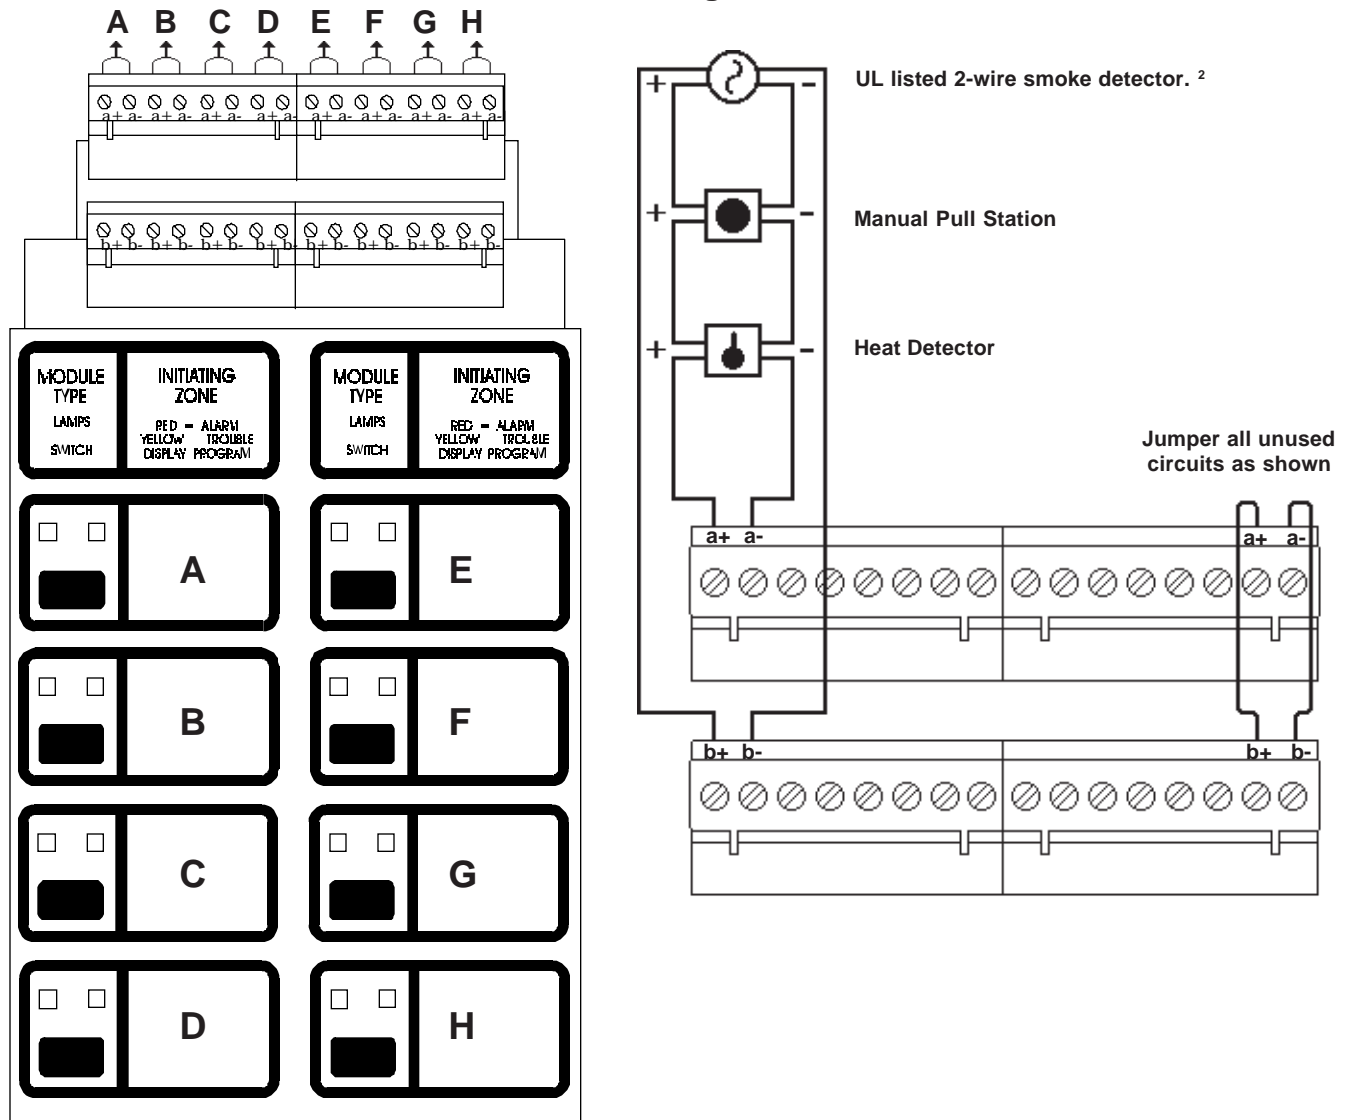 A B C D E F G H
a+ a- a+ a- a+ a- a+ a- a+ a- a+ a- a+ a- a+ a-
b+ b- b+ b- b+ b- b+ b- b+ b- b+ b- b+ b- b+ b-
MODULE TYPE
LAMPS
SWITCH
INITIATING ZONE
RED = ALARM
YELLOW TROUBLE
DISPLAY PROGRAM
MODULE TYPE
LAMPS
SWITCH
INITIATING ZONE
RED = ALARM
YELLOW TROUBLE
DISPLAY PROGRAM
A E
B F
C G
D H
+ - UL listed 2-wire smoke detector. 2
+ - Manual Pull Station
+ - Heat Detector
Jumper all unused
circuits as shown
a+ a- a+ a-
b+ b- b+ b-